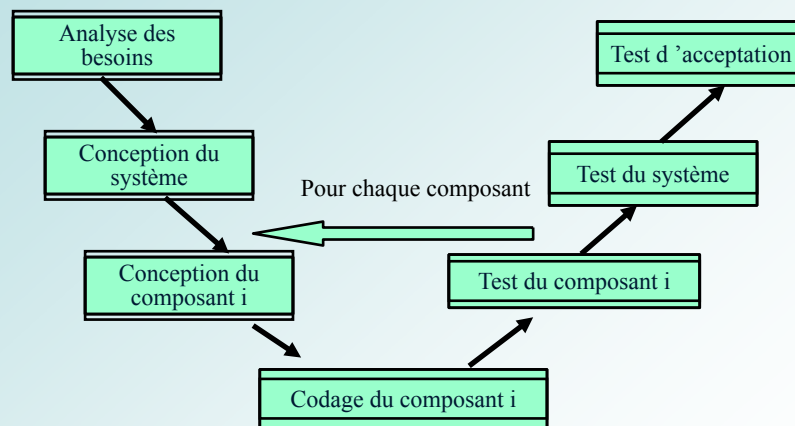 Analyse des
besoins
Test d ’acceptation
Conception du
système
Test du système
Pour chaque composant
Conception du
composant i
Test du composant i
Codage du composant i